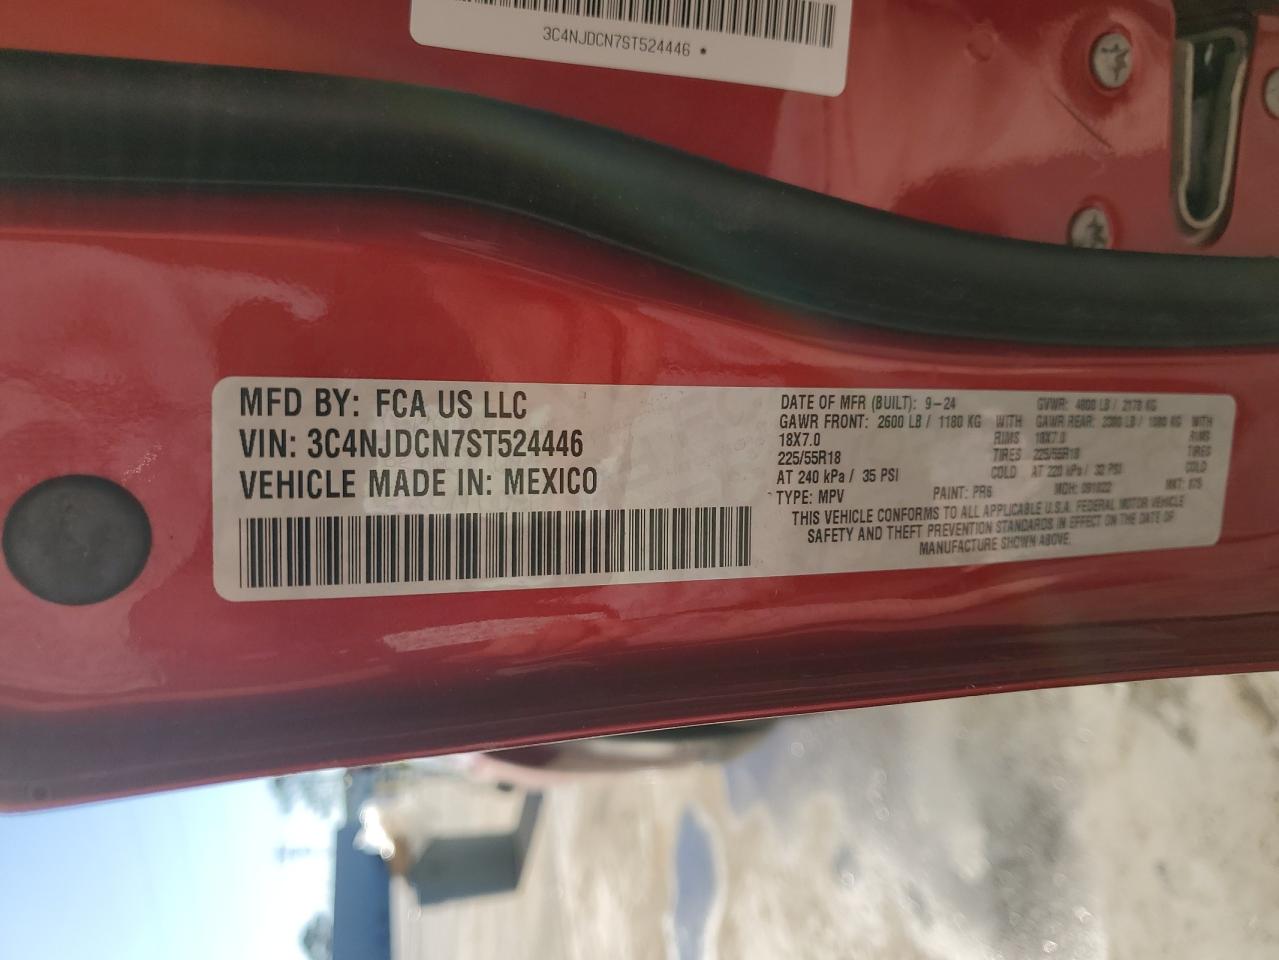 3C4NJDCN7ST524446 •
MFD BY: FCA US LLC
VIN: 3C4NJDCN7ST524446
VEHICLE MADE IN: MEXICO
DATE OF MFR (BUILT): 9-24 GVWR: 4800 LB / 2178 KG
GAWR FRONT: 2600 LB / 1180 KG WITH GAWR REAR: 2380 LB / 1080 KG WITH
18X7.0 RIMS 18X7.0 RIMS
225/55R18 TIRES 225/55R18 TIRES
AT 240 kPa / 35 PSI COLD AT 220 kPa / 32 PSI COLD
TYPE: MPV PAINT: PR6 MDH: 091822 MKT: 875
THIS VEHICLE CONFORMS TO ALL APPLICABLE U.S.A. FEDERAL MOTOR VEHICLE
SAFETY AND THEFT PREVENTION STANDARDS IN EFFECT ON THE DATE OF
MANUFACTURE SHOWN ABOVE.